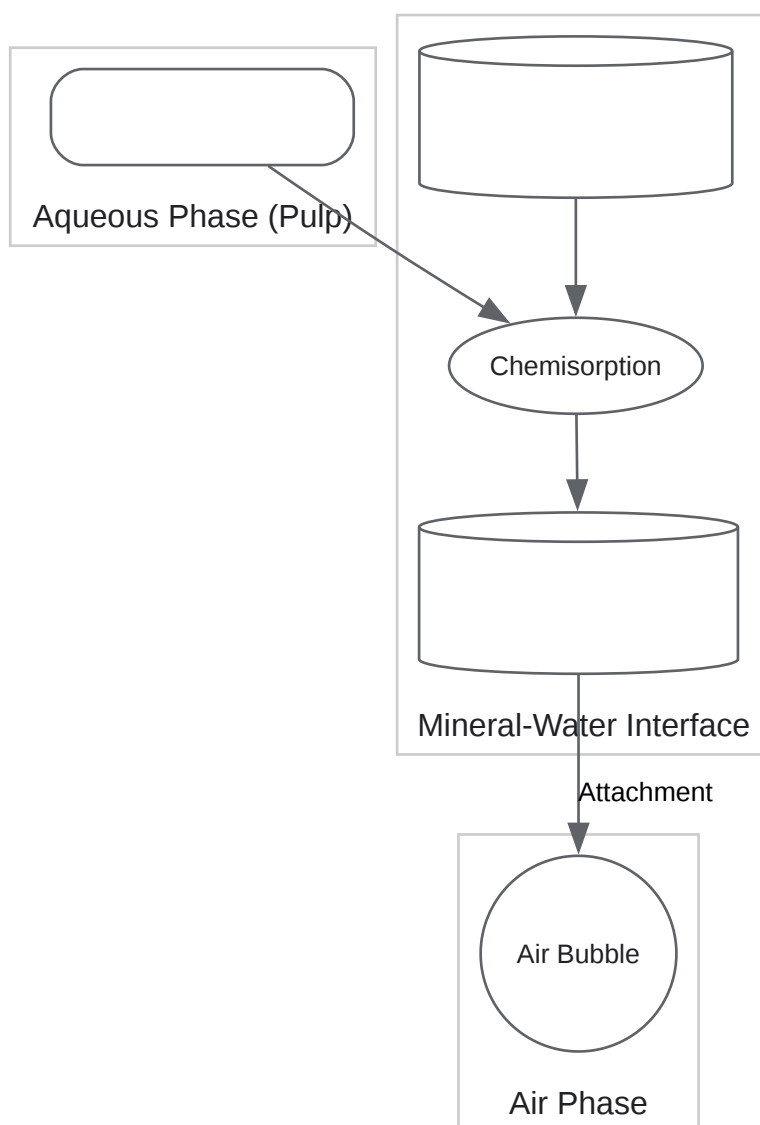 Aqueous Phase (Pulp)
Chemisorption
Mineral-Water Interface
Attachment
Air Bubble
Air Phase